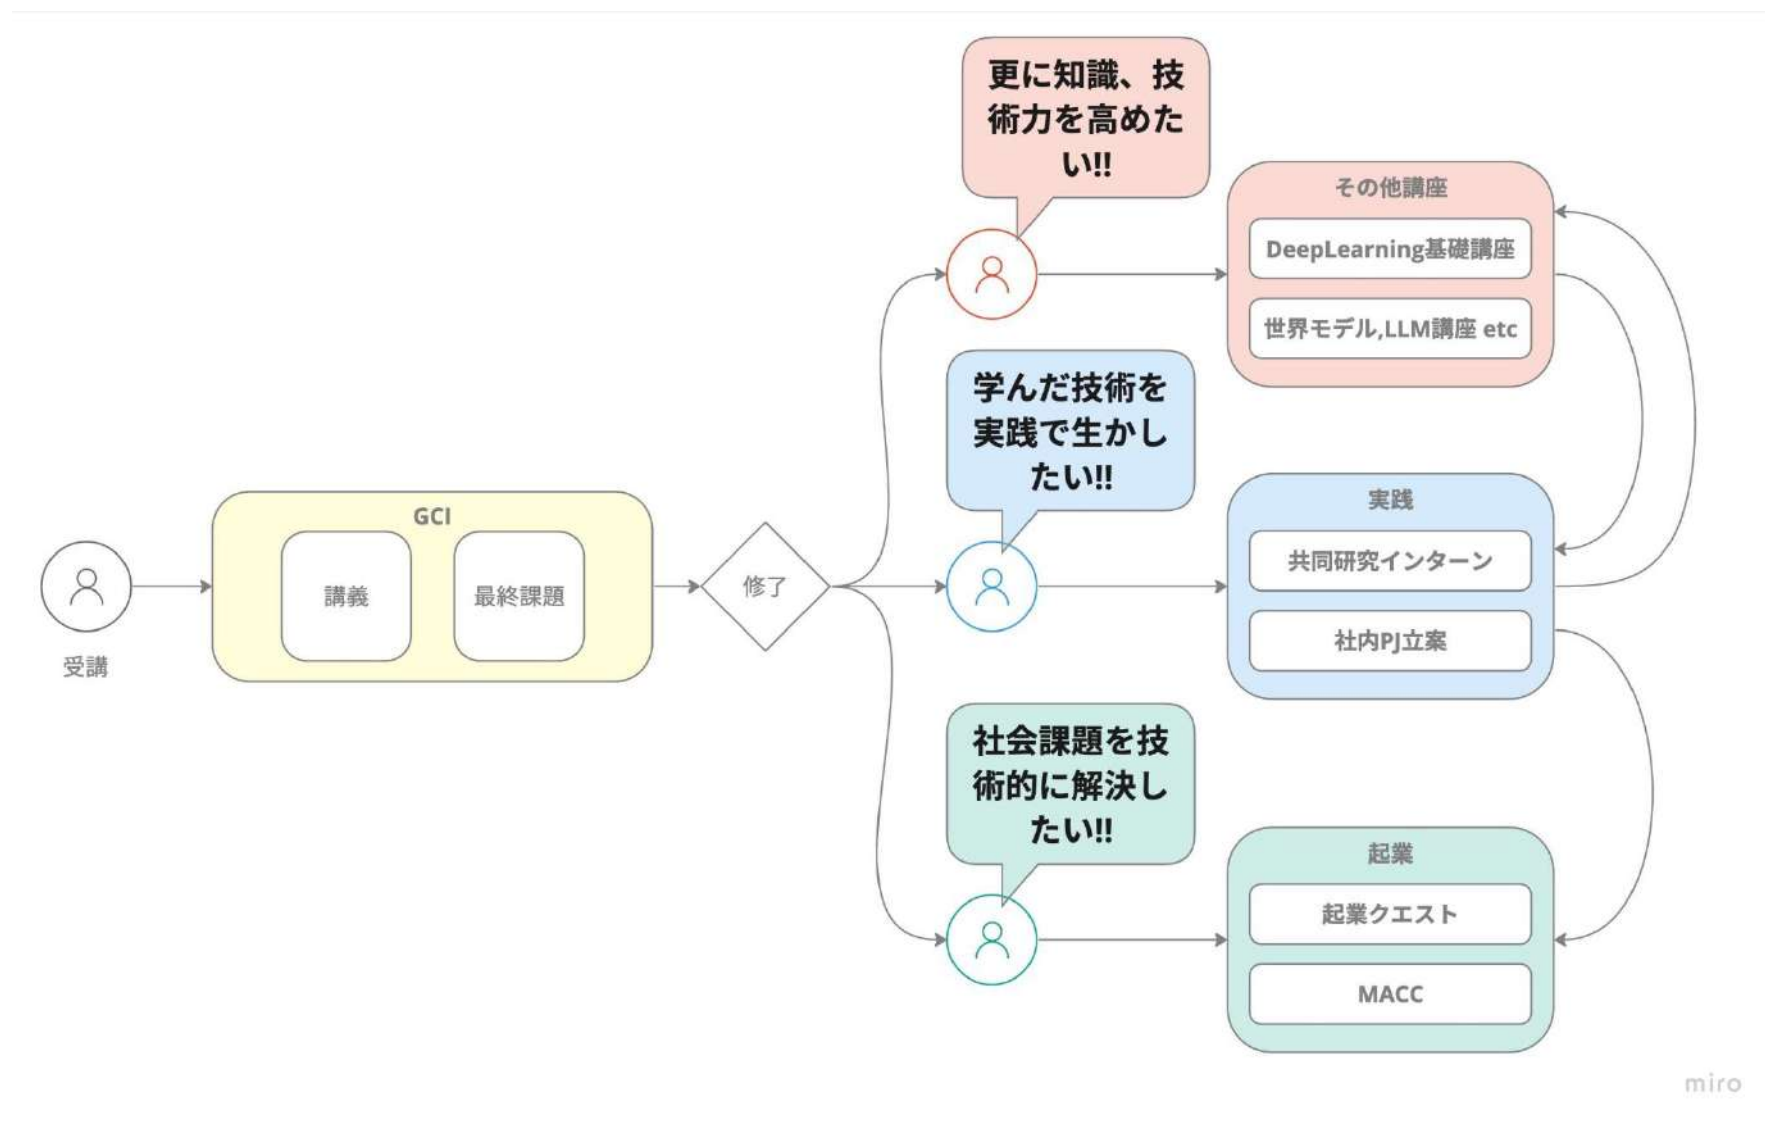 更に知識、技
術力を高めた
い!!
その他講座
DeepLearning基礎講座
世界モデル,LLM講座 etc
学んだ技術を
実践で生かし
たい!!
GCI
講義
最終課題
修了
受講
実践
共同研究インターン
社内PJ立案
社会課題を技
術的に解決し
たい!!
起業
起業クエスト
MACC
miro